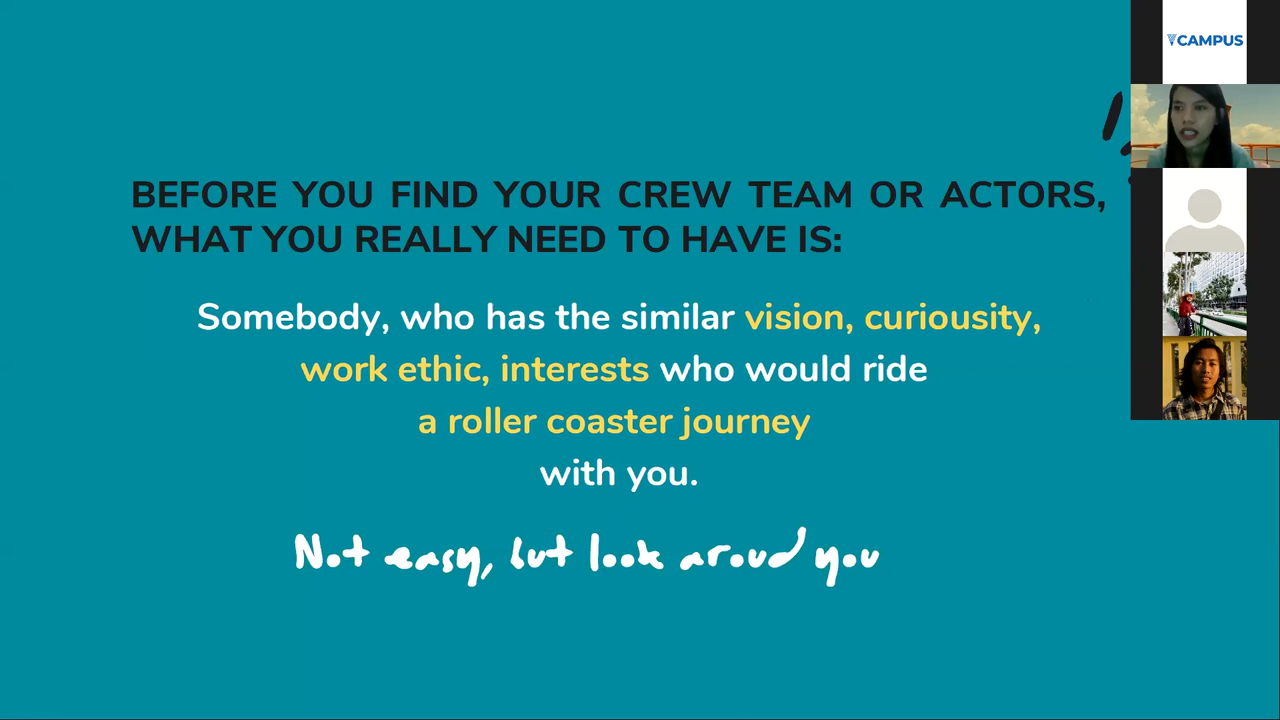 VCAMPUS
BEFORE YOU FIND YOUR CREW TEAM OR ACTORS,
WHAT YOU REALLY NEED TO HAVE IS:
Somebody, who has the similar vision, curiousity,
work ethic, interests who would ride
a roller coaster journey
with you.
Not easy, but look aroud you